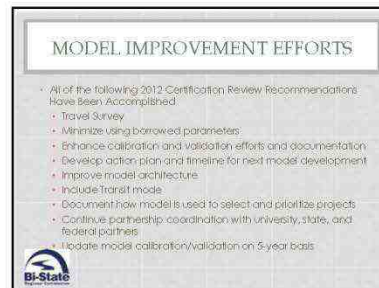 MODEL IMPROVEMENT EFFORTS
• All of the following 2012 Certification Review Recommendations
Have Been Accomplished
• Travel Survey
• Minimize using borrowed parameters
• Enhance calibration and validation efforts and documentation
• Develop action plan and timeline for next model development
• Improve model architecture
• Include Transit mode
• Document how model is used to select and prioritize projects
• Continue partnership coordination with university, state, and
federal partners
• Update model calibration/validation on 5-year basis
Bi-State
Regional Commission